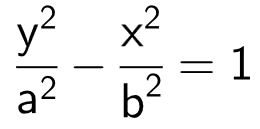 y²/a² − x²/b² = 1